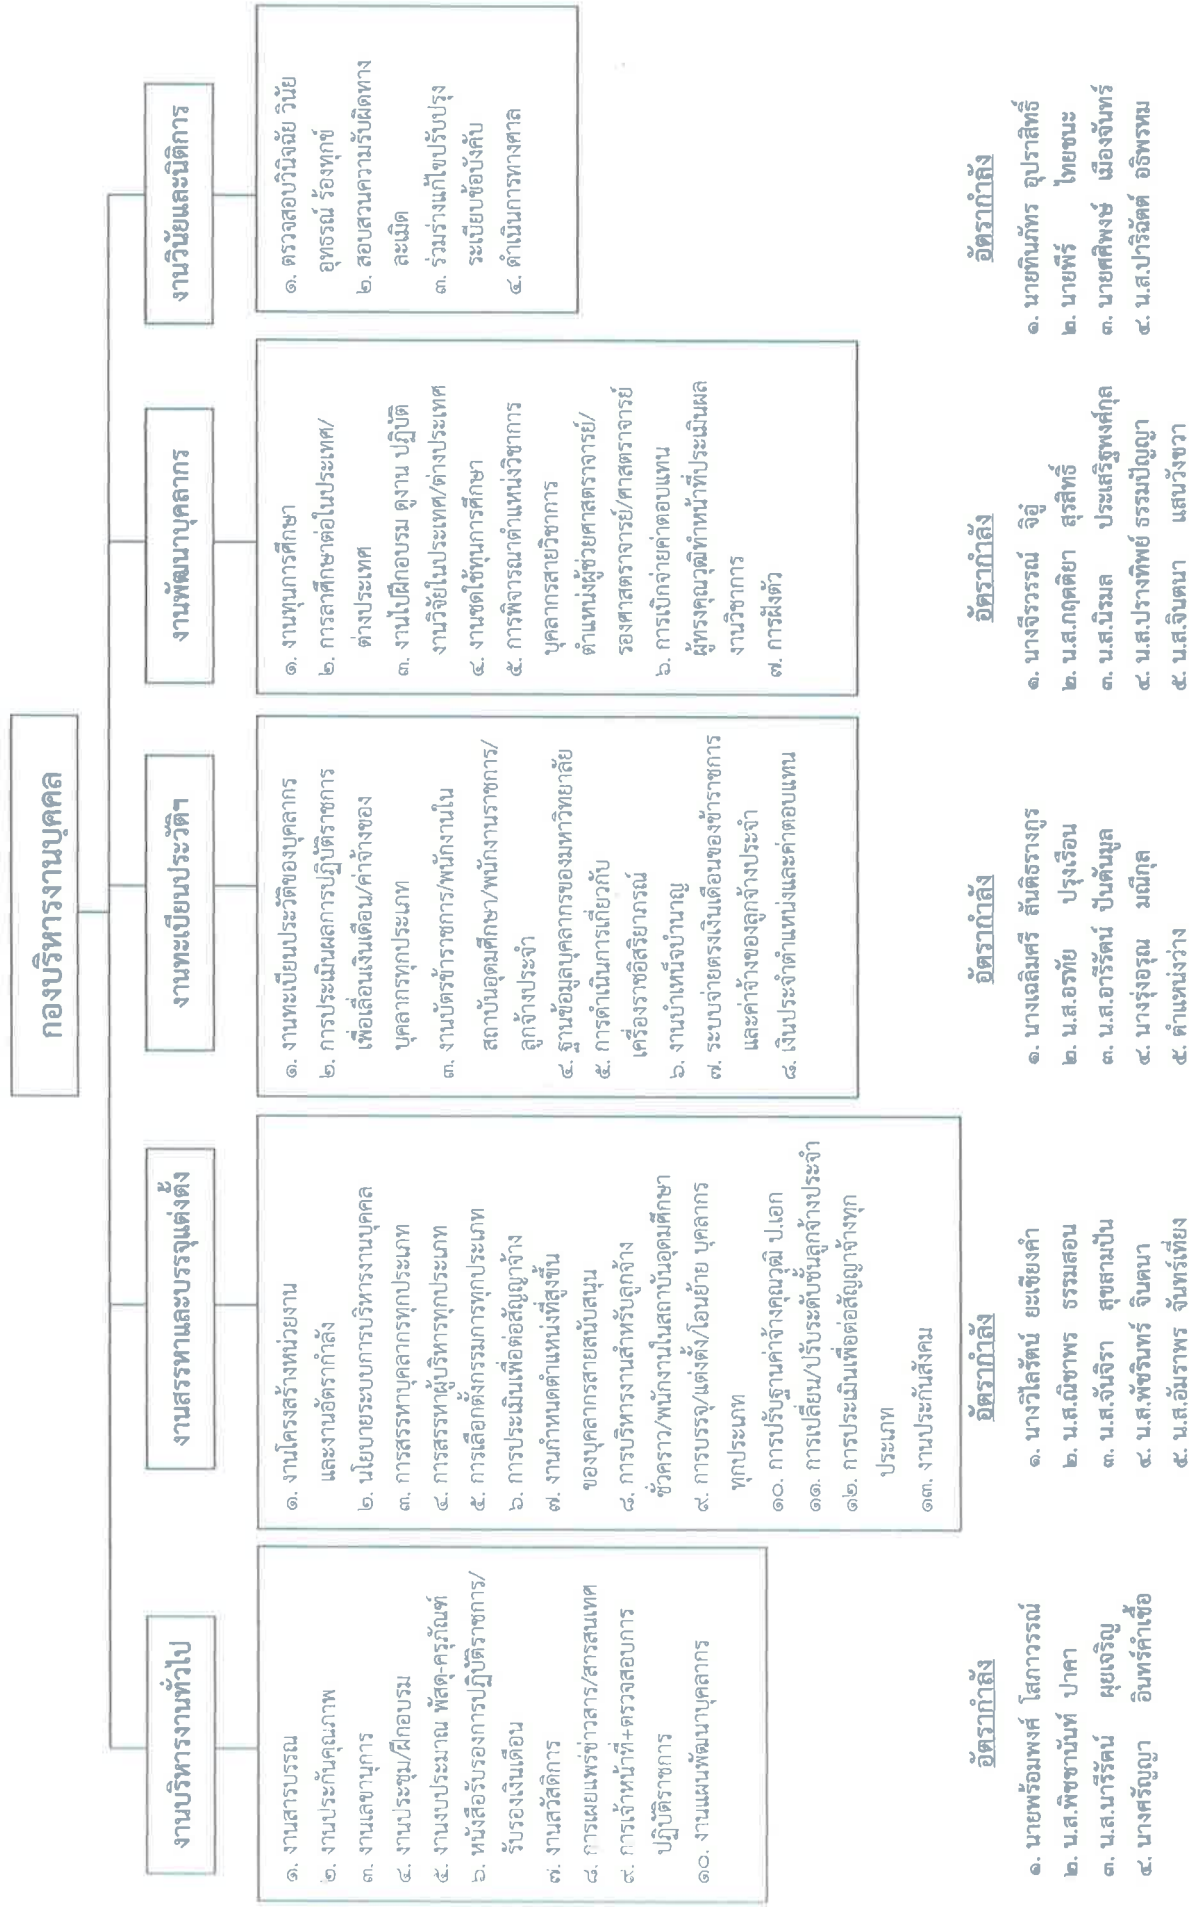 กองบริหารงานบุคคล
งานบริหารงานทั่วไป
๑. งานสารบรรณ
๒. งานประกันคุณภาพ
๓. งานเลขานุการ
๔. งานประชุม/ฝึกอบรม
๕. งานงบประมาณ พัสดุ-ครุภัณฑ์
๖. หนังสือรับรองการปฏิบัติราชการ/
รับรองเงินเดือน
๗. งานสวัสดิการ
๘. การเผยแพร่ข่าวสาร/สารสนเทศ
๙. การเจ้าหน้าที่+ตรวจสอบการ
ปฏิบัติราชการ
๑๐. งานแผนพัฒนาบุคลากร
อัตรากำลัง
๑. นายพร้อมพงศ์ โสภาวรรณ์
๒. น.ส.พิชชานันท์ ปาคา
๓. น.ส.นารีรัตน์ ผุยเจริญ
๔. นางศรัญญา อินทร์คำเชื้อ
งานสรรหาและบรรจุแต่งตั้ง
๑. งานโครงสร้างหน่วยงาน
และงานอัตรากำลัง
๒. นโยบายระบบการบริหารงานบุคคล
๓. การสรรหาบุคลากรทุกประเภท
๔. การสรรหาผู้บริหารทุกประเภท
๕. การเลือกตั้งกรรมการทุกประเภท
๖. การประเมินเพื่อต่อสัญญาจ้าง
๗. งานกำหนดตำแหน่งที่สูงขึ้น
ของบุคลากรสายสนับสนุน
๘. การบริหารงานสำหรับลูกจ้าง
ชั่วคราว/พนักงานในสถาบันอุดมศึกษา
๙. การบรรจุ/แต่งตั้ง/โอนย้าย บุคลากร
ทุกประเภท
๑๐. การปรับฐานค่าจ้างคุณวุฒิ ป.เอก
๑๑. การเปลี่ยน/ปรับระดับชั้นลูกจ้างประจำ
๑๒. การประเมินเพื่อต่อสัญญาจ้างทุก
ประเภท
๑๓. งานประกันสังคม
อัตรากำลัง
๑. นางวิไลรัตน์ ยะเชียงคำ
๒. น.ส.ณิชาพร ธรรมสอน
๓. น.ส.จันจิรา สุขสามปัน
๔. น.ส.พัชรินทร์ จินตนา
๕. น.ส.อัมราพร จันทร์เที่ยง
งานทะเบียนประวัติฯ
๑. งานทะเบียนประวัติของบุคลากร
๒. การประเมินผลการปฏิบัติราชการ
เพื่อเลื่อนเงินเดือน/ค่าจ้างของ
บุคลากรทุกประเภท
๓. งานบัตรข้าราชการ/พนักงานใน
สถาบันอุดมศึกษา/พนักงานราชการ/
ลูกจ้างประจำ
๔. ฐานข้อมูลบุคลากรของมหาวิทยาลัย
๕. การดำเนินการเกี่ยวกับ
เครื่องราชอิสริยาภรณ์
๖. งานบำเหน็จบำนาญ
๗. ระบบจ่ายตรงเงินเดือนของข้าราชการ
และค่าจ้างของลูกจ้างประจำ
๘. เงินประจำตำแหน่งและค่าตอบแทน
อัตรากำลัง
๑. นางเฉลิมศรี สันติธรางกูร
๒. น.ส.อรทัย ปรุงเรือน
๓. น.ส.อารีรัตน์ ปันต้นมูล
๔. นางรุ่งอรุณ มณีกุล
๕. ตำแหน่งว่าง
งานพัฒนาบุคลากร
๑. งานทุนการศึกษา
๒. การลาศึกษาต่อในประเทศ/
ต่างประเทศ
๓. งานไปฝึกอบรม ดูงาน ปฏิบัติ
งานวิจัยในประเทศ/ต่างประเทศ
๔. งานชดใช้ทุนการศึกษา
๕. การพิจารณาตำแหน่งวิชาการ
บุคลากรสายวิชาการ
ตำแหน่งผู้ช่วยศาสตราจารย์/
รองศาสตราจารย์/ศาสตราจารย์
๖. การเบิกจ่ายค่าตอบแทน
ผู้ทรงคุณวุฒิทำหน้าที่ประเมินผล
งานวิชาการ
๗. การฝังตัว
อัตรากำลัง
๑. นางจีรวรรณ์ จิอู๋
๒. น.ส.กฤตติยา สุรสิทธิ์
๓. น.ส.นิรมล ประเสริฐพงศ์กุล
๔. น.ส.ปรางทิพย์ ธรรมปัญญา
๕. น.ส.จินตนา แสนวังขวา
งานวินัยและนิติการ
๑. ตรวจสอบวินิจฉัย วินัย
อุทธรณ์ ร้องทุกข์
๒. สอบสวนความรับผิดทาง
ละเมิด
๓. ร่วมร่างแก้ไขปรับปรุง
ระเบียบข้อบังคับ
๔. ดำเนินการทางศาล
อัตรากำลัง
๑. นายทินภัทร อุปราสิทธิ์
๒. นายพีร์ ไทยชนะ
๓. นายศศิพงษ์ เมืองจันทร์
๔. น.ส.ปาริฉัตต์ อธิพรหม